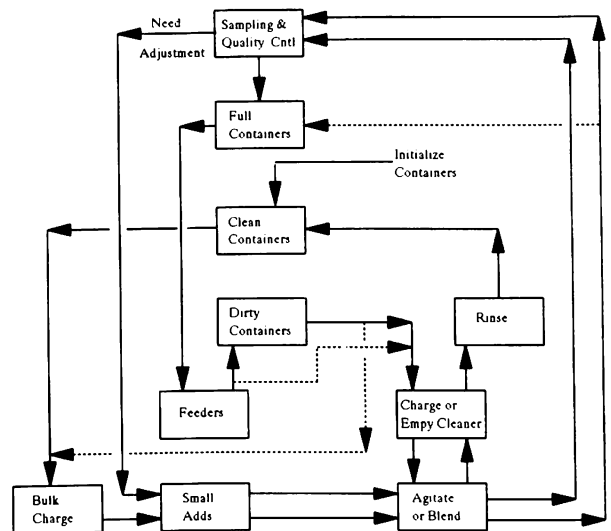 Need
Adjustment
Sampling &
Quality Cntl
Full
Containers
Initialize
Containers
Clean
Containers
Dirty
Containers
Rinse
Feeders
Charge or
Empy Cleaner
Bulk
Charge
Small
Adds
Agitate
or Blend